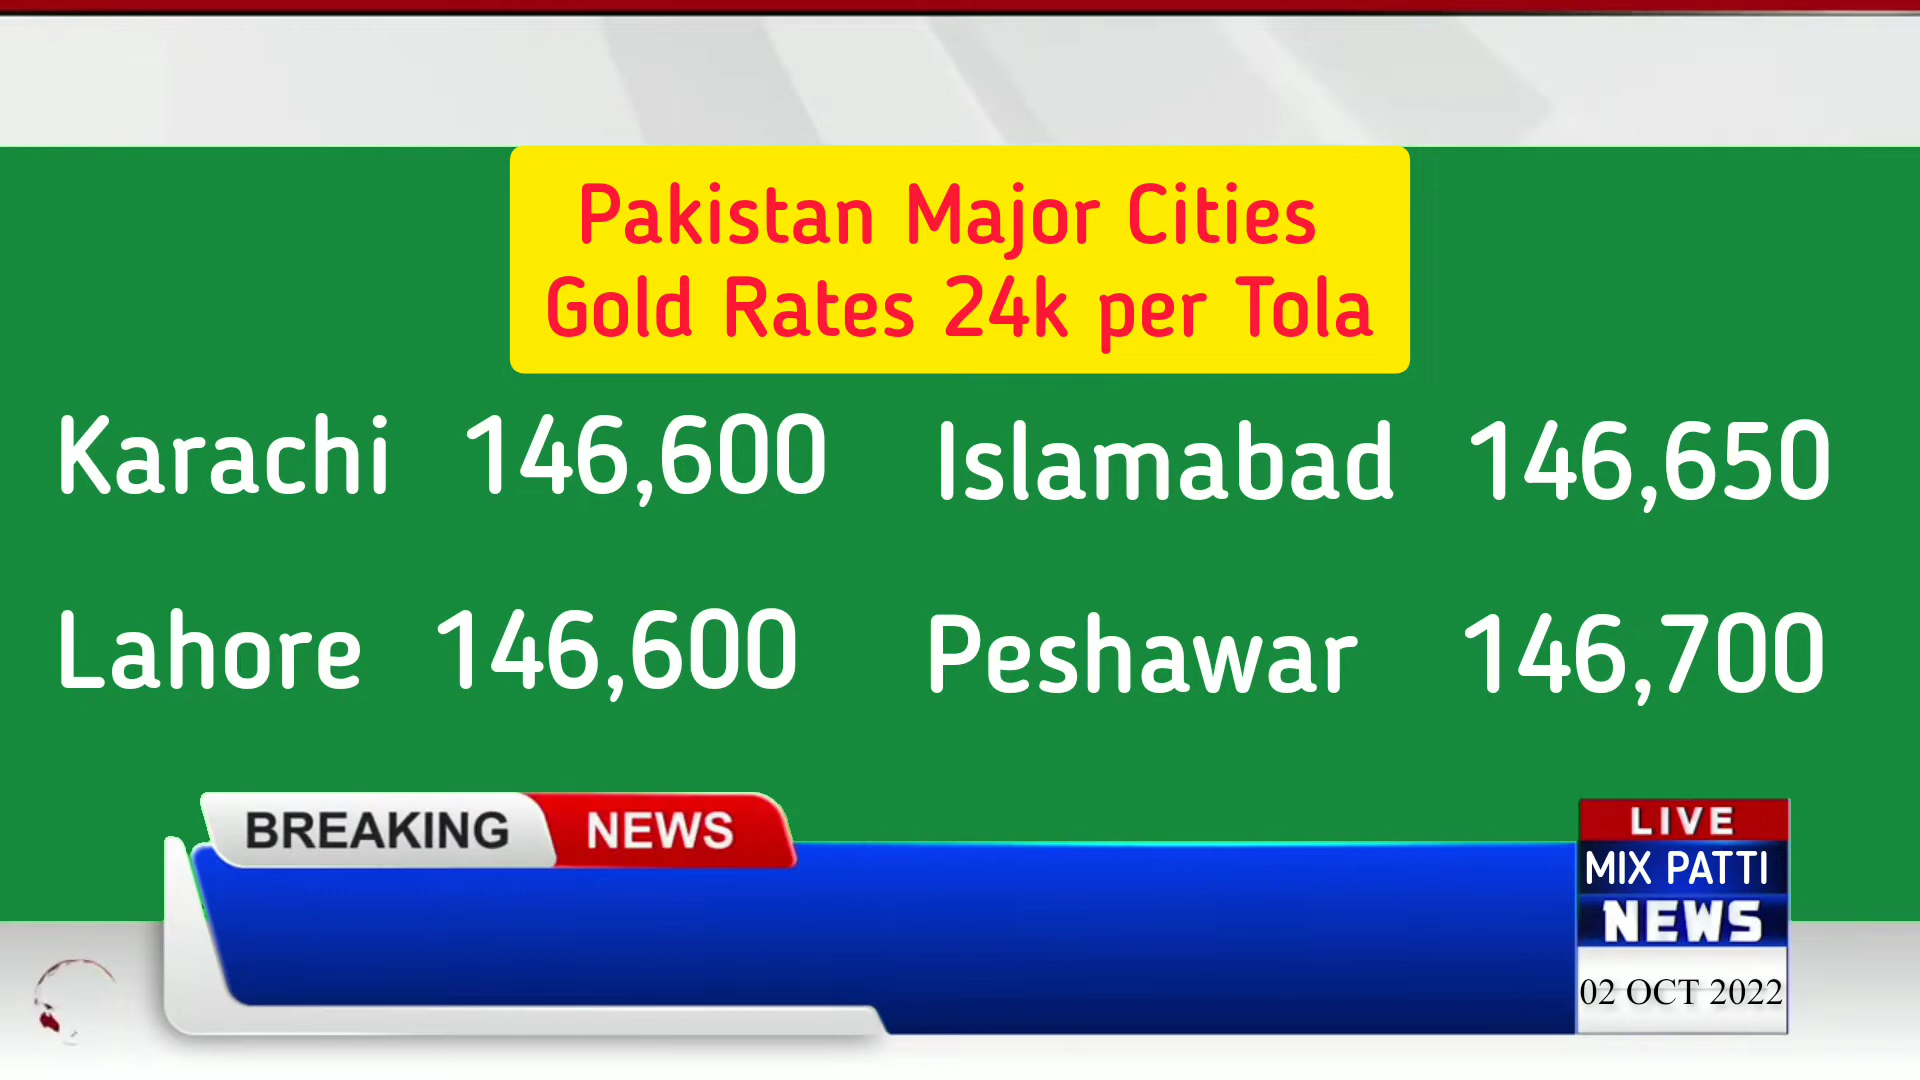 Pakistan Major Cities
Gold Rates 24k per Tola
Karachi 146,600 Islamabad 146,650
Lahore 146,600 Peshawar 146,700
BREAKING NEWS
LIVE
MIX PATTI
NEWS
02 OCT 2022